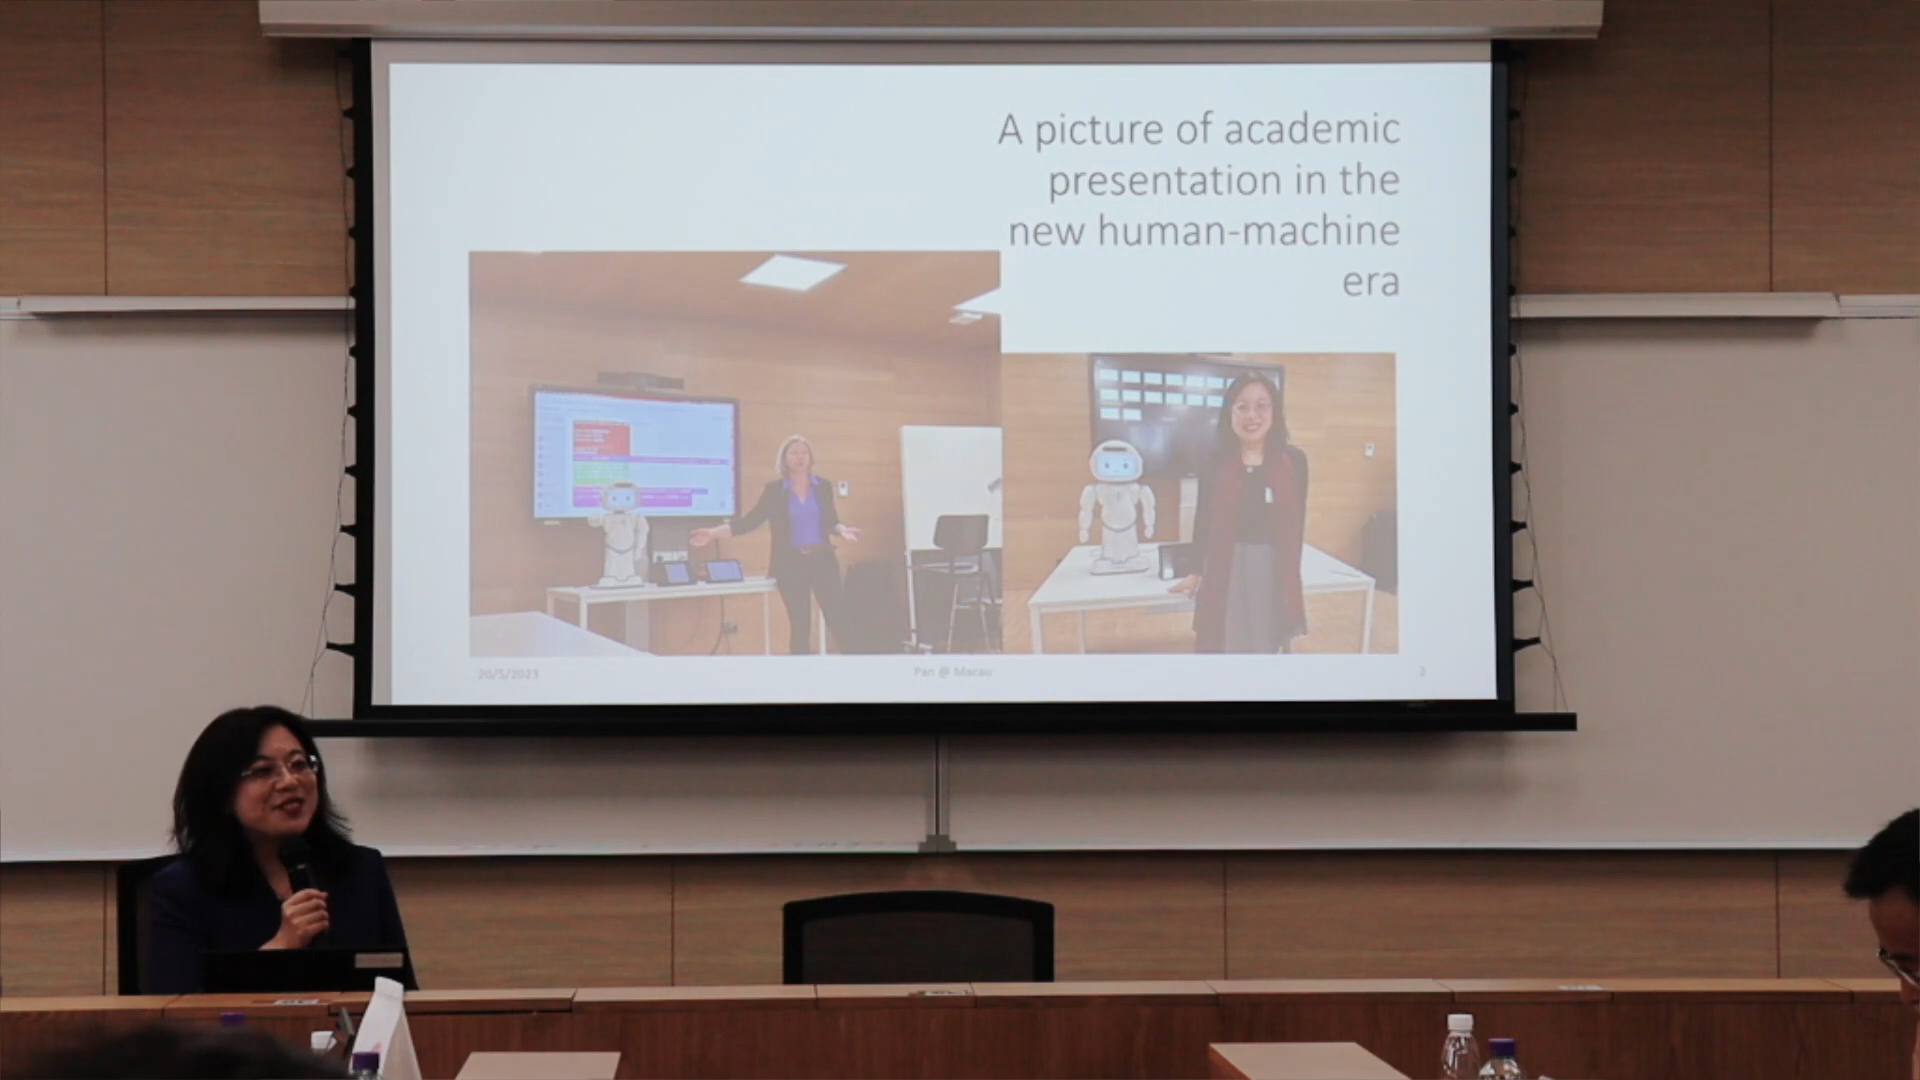 A picture of academic
presentation in the
new human-machine
era
20/5/2023
Pan @ Macau
2